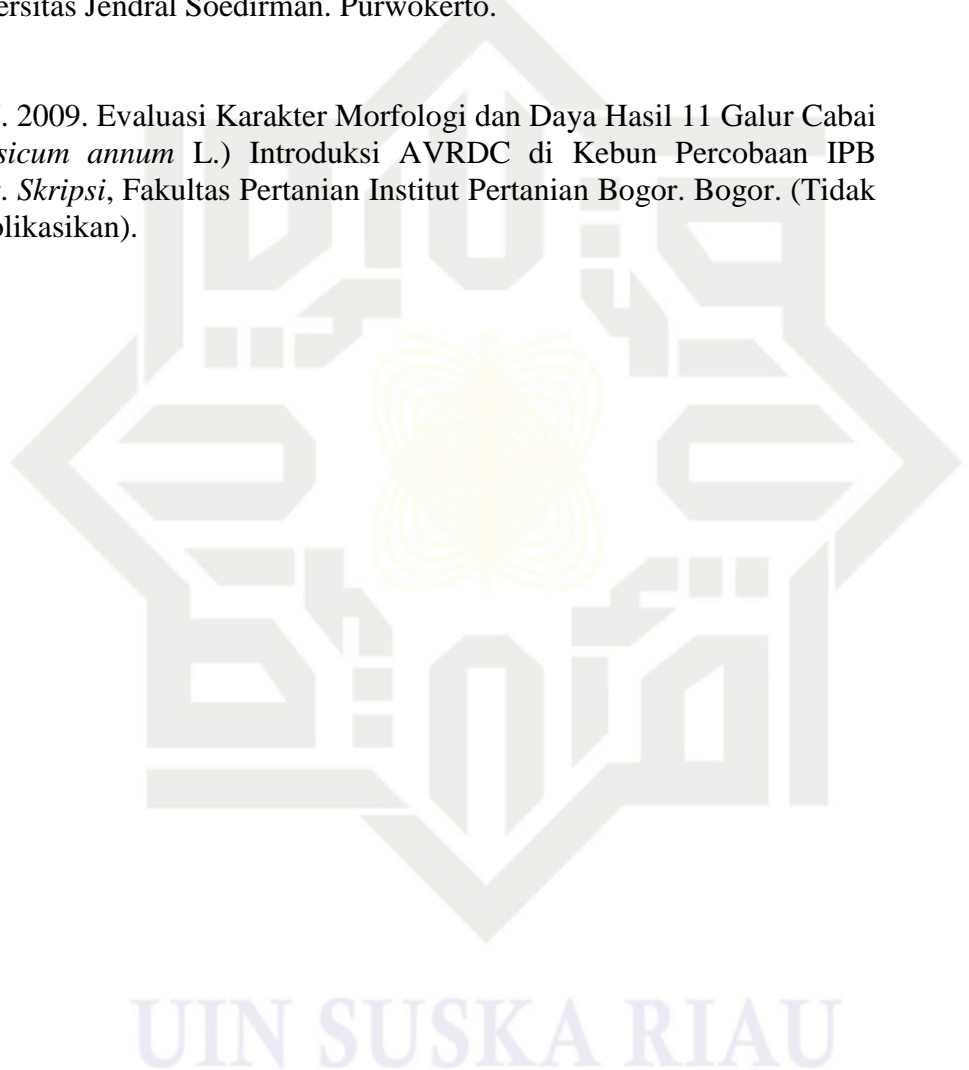 ersitas Jendral Soedirman. Purwokerto.
. 2009. Evaluasi Karakter Morfologi dan Daya Hasil 11 Galur Cabai
sicum annum L.) Introduksi AVRDC di Kebun Percobaan IPB
. Skripsi, Fakultas Pertanian Institut Pertanian Bogor. Bogor. (Tidak
likasikan).
UIN SUSKA RIAU